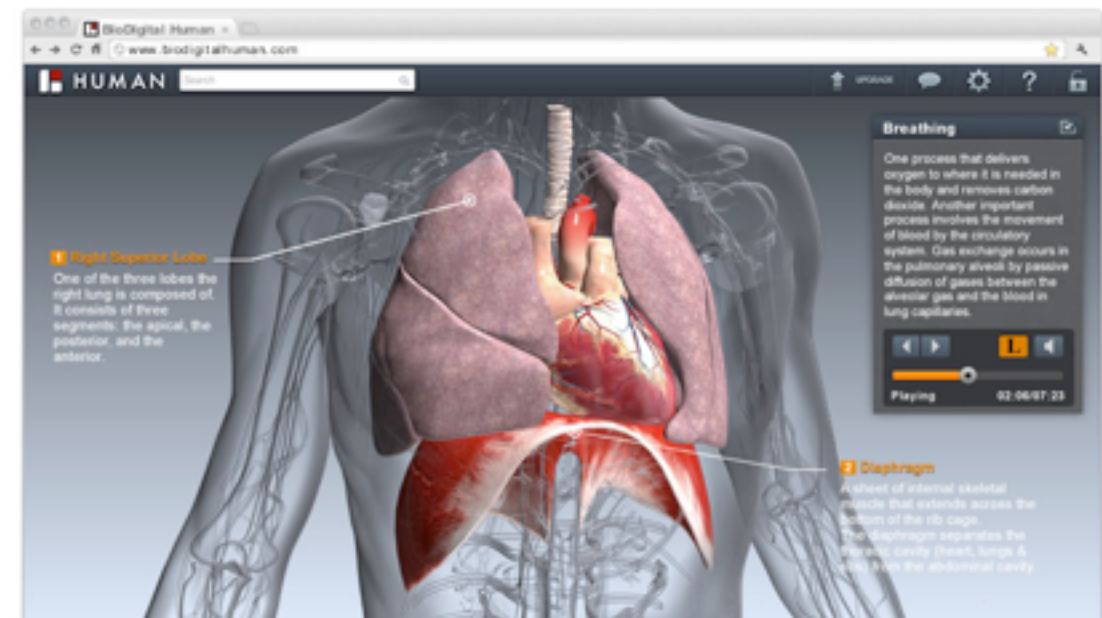 BioDigital Human ×
www.biodigitalhuman.com
HUMAN
Search
UPGRADE
?
Breathing
One process that delivers
oxygen to where it is needed in
the body and removes carbon
dioxide. Another important
process involves the movement
of blood by the circulatory
system. Gas exchange occurs in
the pulmonary alveoli by passive
diffusion of gases between the
alveolar gas and the blood in
lung capillaries.
L
Playing 02:06/07:23
1 Right Superior Lobe
One of the three lobes the
right lung is composed of.
It consists of three
segments: the apical, the
posterior, and the
anterior.
2 Diaphragm
A sheet of internal skeletal
muscle that extends across the
bottom of the rib cage.
The diaphragm separates the
thoracic cavity (heart, lungs &
ribs) from the abdominal cavity.